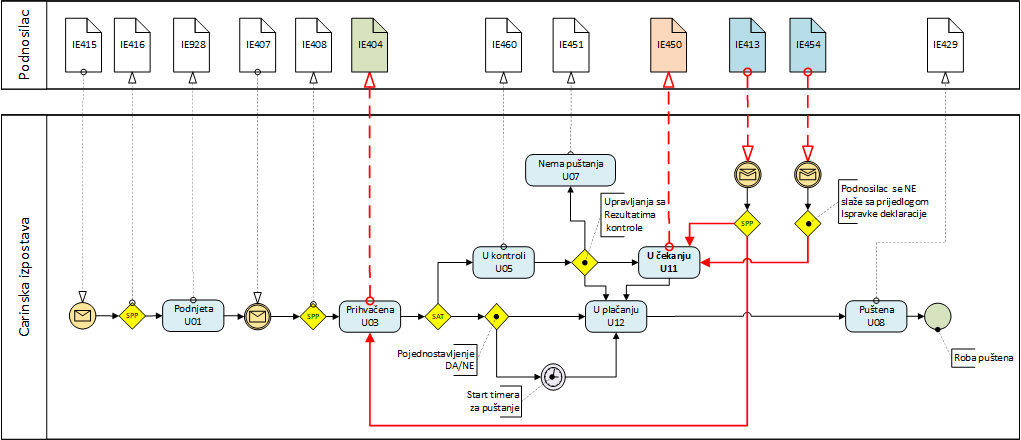 Podnosilac
IE415
IE416
IE928
IE407
IE408
IE404
IE460
IE451
IE450
IE413
IE454
IE429
Carinska izpostava
Nema puštanja
U07
Upravljanja sa
Rezultatima
kontrole
Podnosilac se NE
slaže sa prijedlogom
Ispravke deklaracije
SPP
U kontroli
U05
U čekanju
U11
SPP
Podnjeta
U01
SPP
Prihvaćena
U03
SAT
U plaćanju
U12
Puštena
U08
Pojednostavljenje
DA/NE
Roba puštena
Start timera
za puštanje